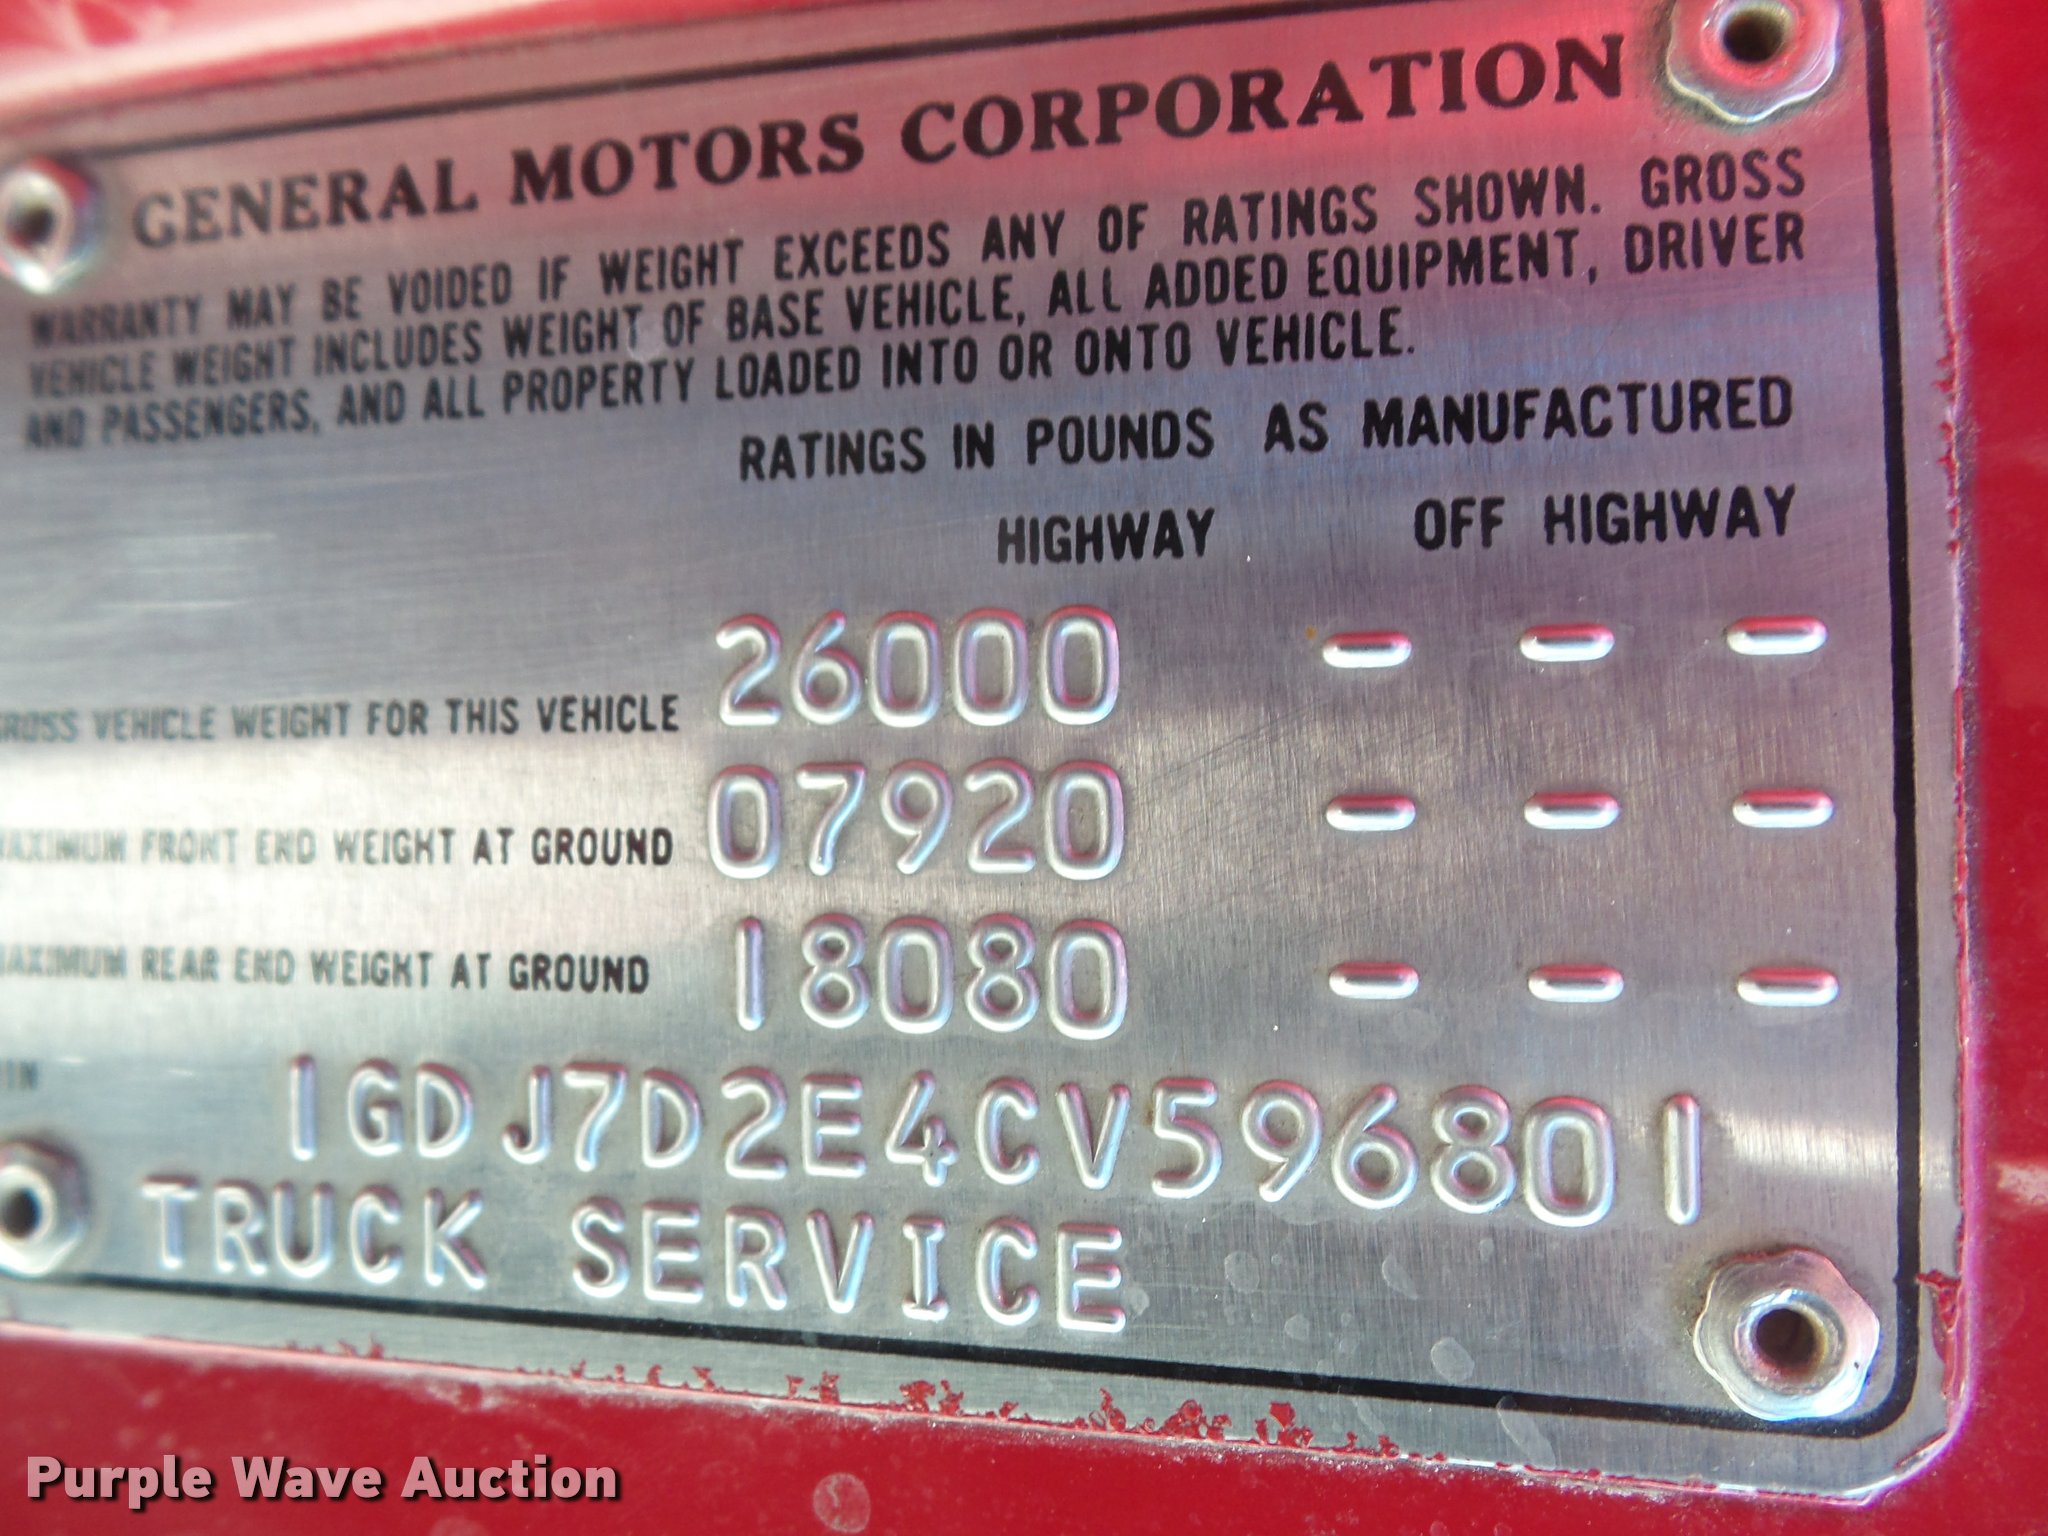 GENERAL MOTORS CORPORATION
WARRANTY MAY BE VOIDED IF WEIGHT EXCEEDS ANY OF RATINGS SHOWN. GROSS
VEHICLE WEIGHT INCLUDES WEIGHT OF BASE VEHICLE, ALL ADDED EQUIPMENT, DRIVER
AND PASSENGERS, AND ALL PROPERTY LOADED INTO OR ONTO VEHICLE.
RATINGS IN POUNDS AS MANUFACTURED
HIGHWAY OFF HIGHWAY
GROSS VEHICLE WEIGHT FOR THIS VEHICLE 26000 - - -
MAXIMUM FRONT END WEIGHT AT GROUND 07920 - - -
MAXIMUM REAR END WEIGHT AT GROUND 18080 - - -
VIN 1GDJ7D2E4CV596801
TRUCK SERVICE
Purple Wave Auction